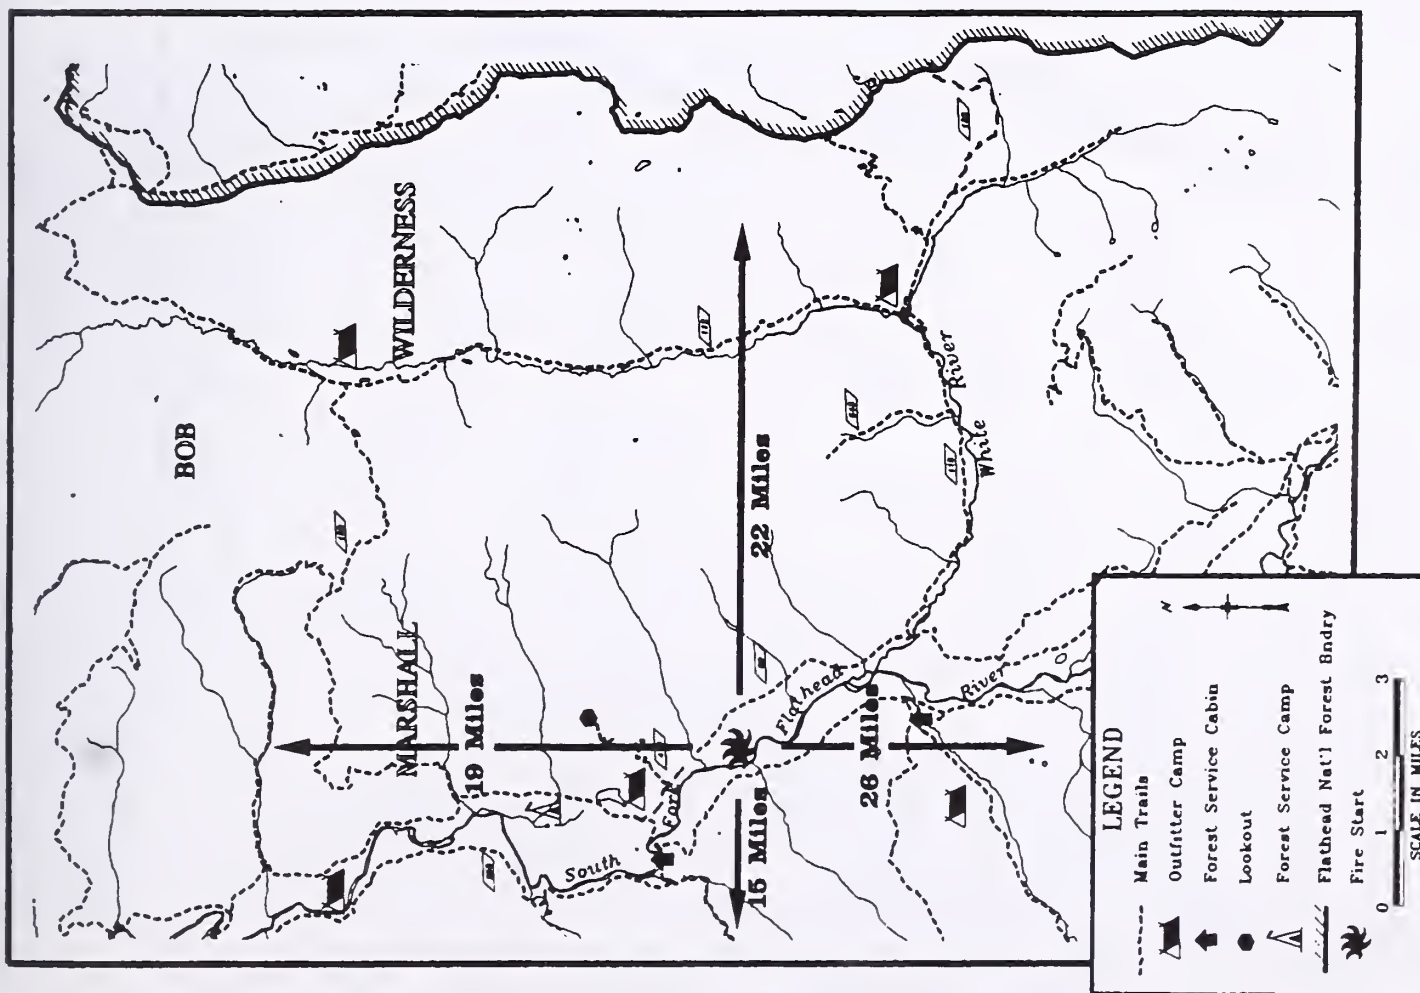 BOB
MARSHALL
WILDERNESS
19 Miles
22 Miles
15 Miles
26 Miles
South
Fork
Flathead
River
White
River
LEGEND
Main Trails
Outfitter Camp
Forest Service Cabin
Lookout
Forest Service Camp
Flathead Nat'l Forest Bndry
Fire Start
N
0 1 2 3
SCALE IN MILES